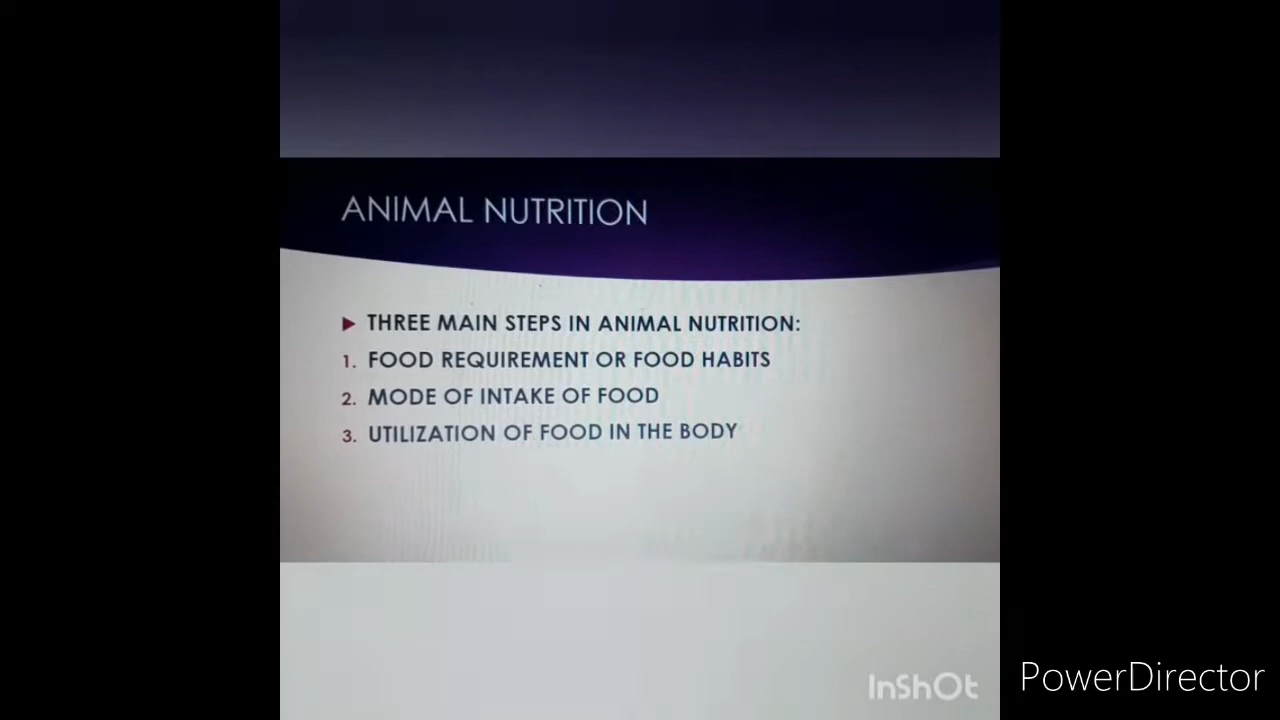 ANIMAL NUTRITION
► THREE MAIN STEPS IN ANIMAL NUTRITION:
1. FOOD REQUIREMENT OR FOOD HABITS
2. MODE OF INTAKE OF FOOD
3. UTILIZATION OF FOOD IN THE BODY
InShOt
PowerDirector